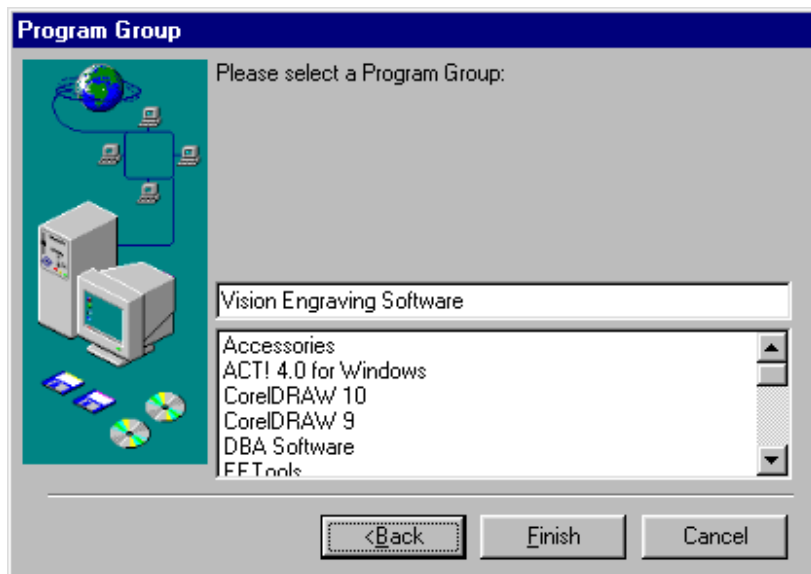 Program Group
Please select a Program Group:
Vision Engraving Software
Accessories
ACT! 4.0 for Windows
CorelDRAW 10
CorelDRAW 9
DBA Software
EETools
<Back
Finish
Cancel